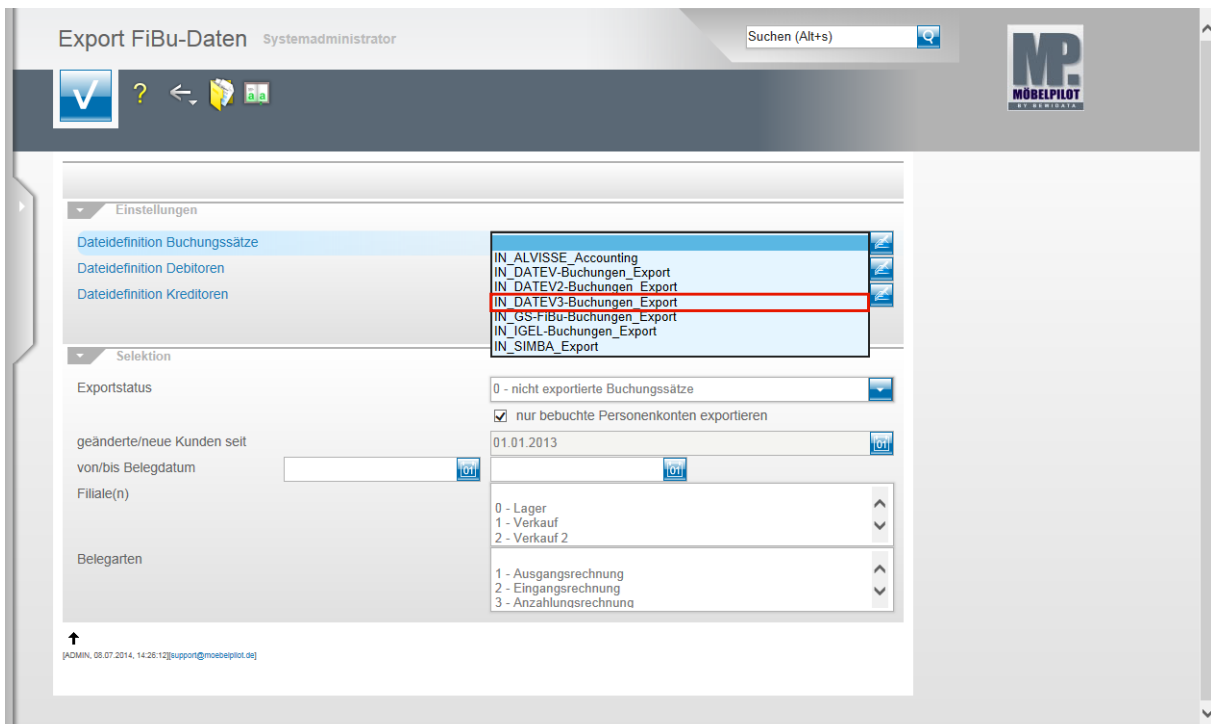 Export FiBu-Daten Systemadministrator
Suchen (Alt+s)
MP.
MÖBELPILOT
BY BEWIDATA
Einstellungen
Dateidefinition Buchungssätze
Dateidefinition Debitoren
Dateidefinition Kreditoren
IN_ALVISSE_Accounting
IN_DATEV-Buchungen_Export
IN_DATEV2-Buchungen_Export
IN_DATEV3-Buchungen_Export
IN_GS-FIBu-Buchungen_Export
IN_IGEL-Buchungen_Export
IN_SIMBA_Export
Selektion
Exportstatus
0 - nicht exportierte Buchungssätze
nur bebuchte Personenkonten exportieren
geänderte/neue Kunden seit
01.01.2013
von/bis Belegdatum
Filiale(n)
0 - Lager
1 - Verkauf
2 - Verkauf 2
Belegarten
1 - Ausgangsrechnung
2 - Eingangsrechnung
3 - Anzahlungsrechnung
[ADMIN, 08.07.2014, 14:26:12][support@moebelpilot.de]